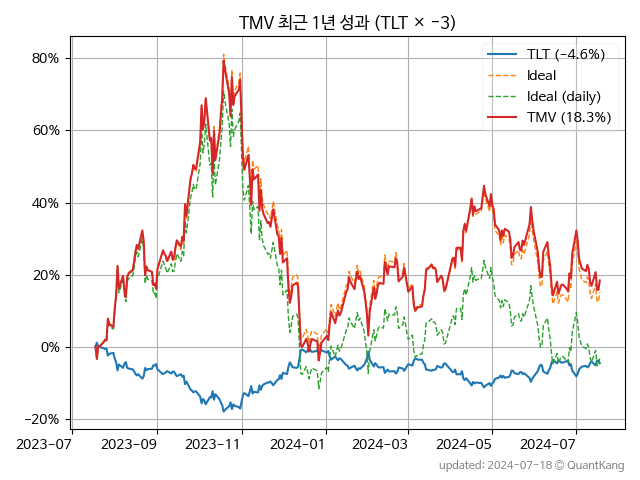 TMV 최근 1년 성과 (TLT × −3)
80%
60%
40%
20%
0%
−20%
TLT (−4.6%)
Ideal
Ideal (daily)
TMV (18.3%)
2023-07
2023-09
2023-11
2024-01
2024-03
2024-05
2024-07
updated: 2024-07-18 © QuantKang